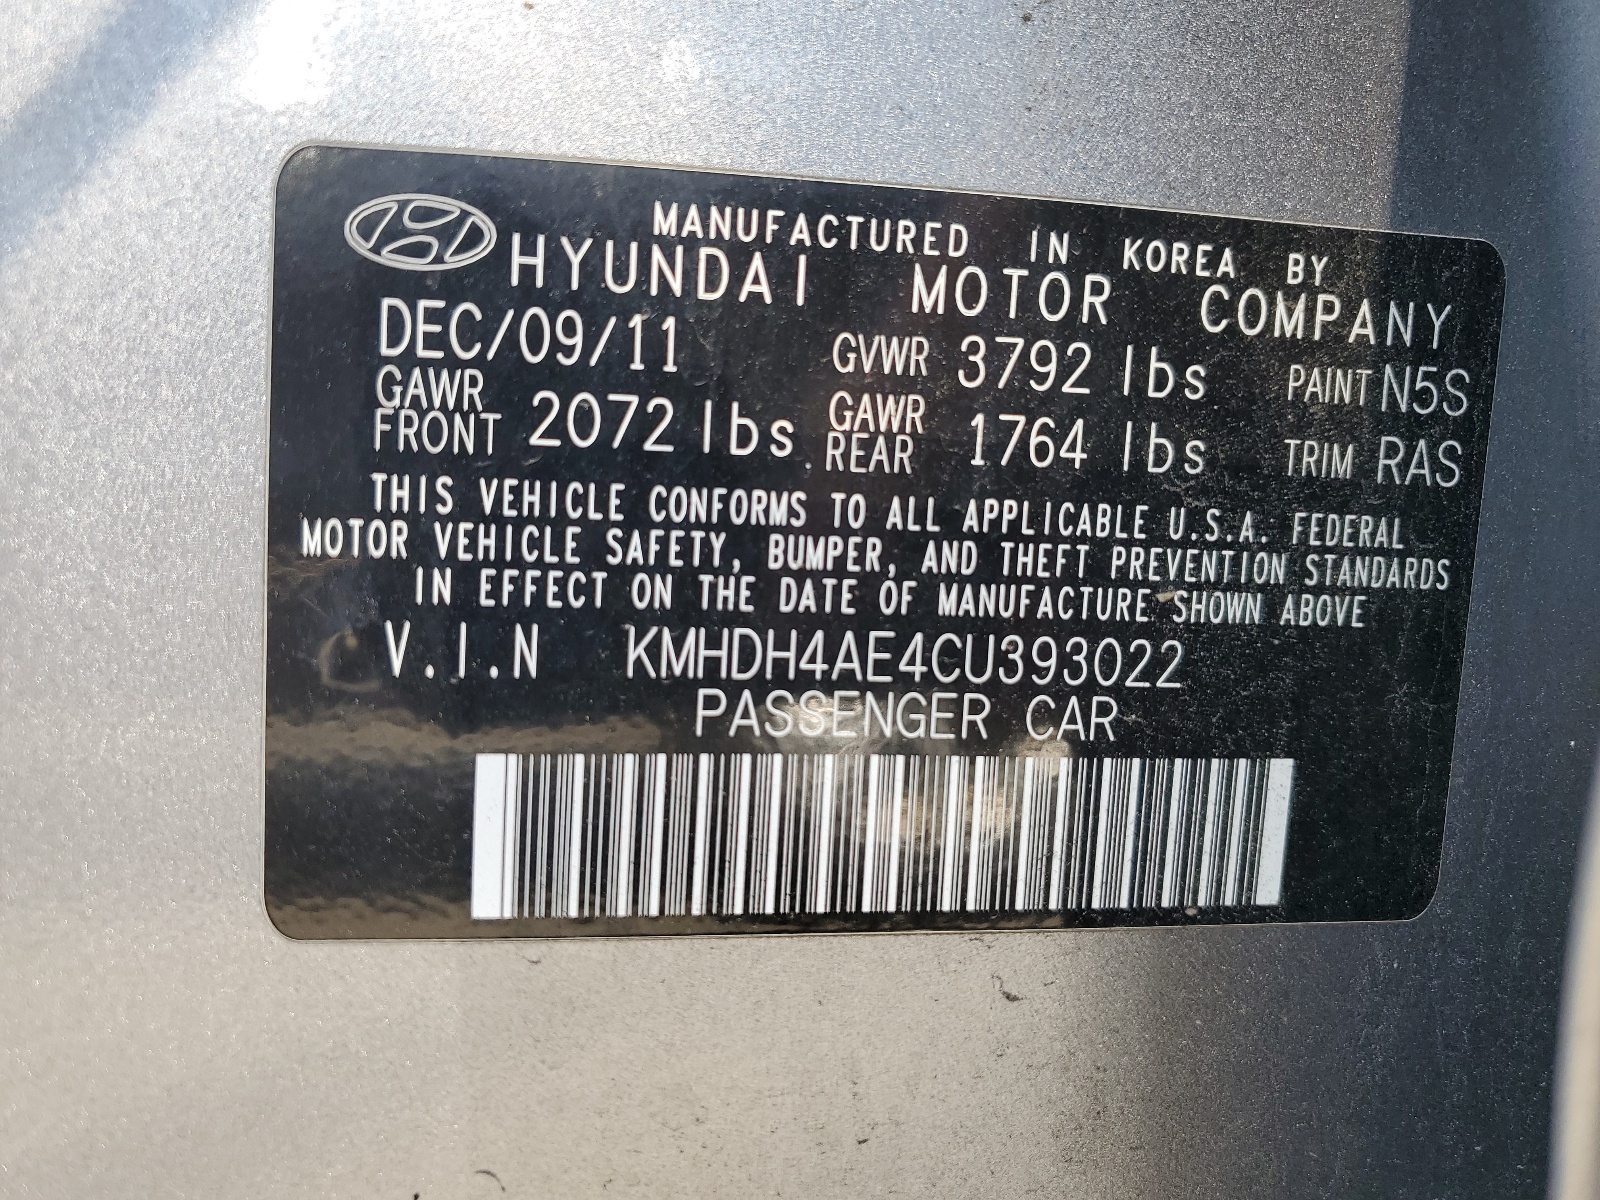 MANUFACTURED IN KOREA BY
HYUNDAI MOTOR COMPANY
DEC/09/11 GVWR 3792 lbs PAINT N5S
GAWR FRONT 2072 lbs. GAWR REAR 1764 lbs TRIM RAS
THIS VEHICLE CONFORMS TO ALL APPLICABLE U.S.A. FEDERAL
MOTOR VEHICLE SAFETY, BUMPER, AND THEFT PREVENTION STANDARDS
IN EFFECT ON THE DATE OF MANUFACTURE SHOWN ABOVE
V.I.N KMHDH4AE4CU393022
PASSENGER CAR